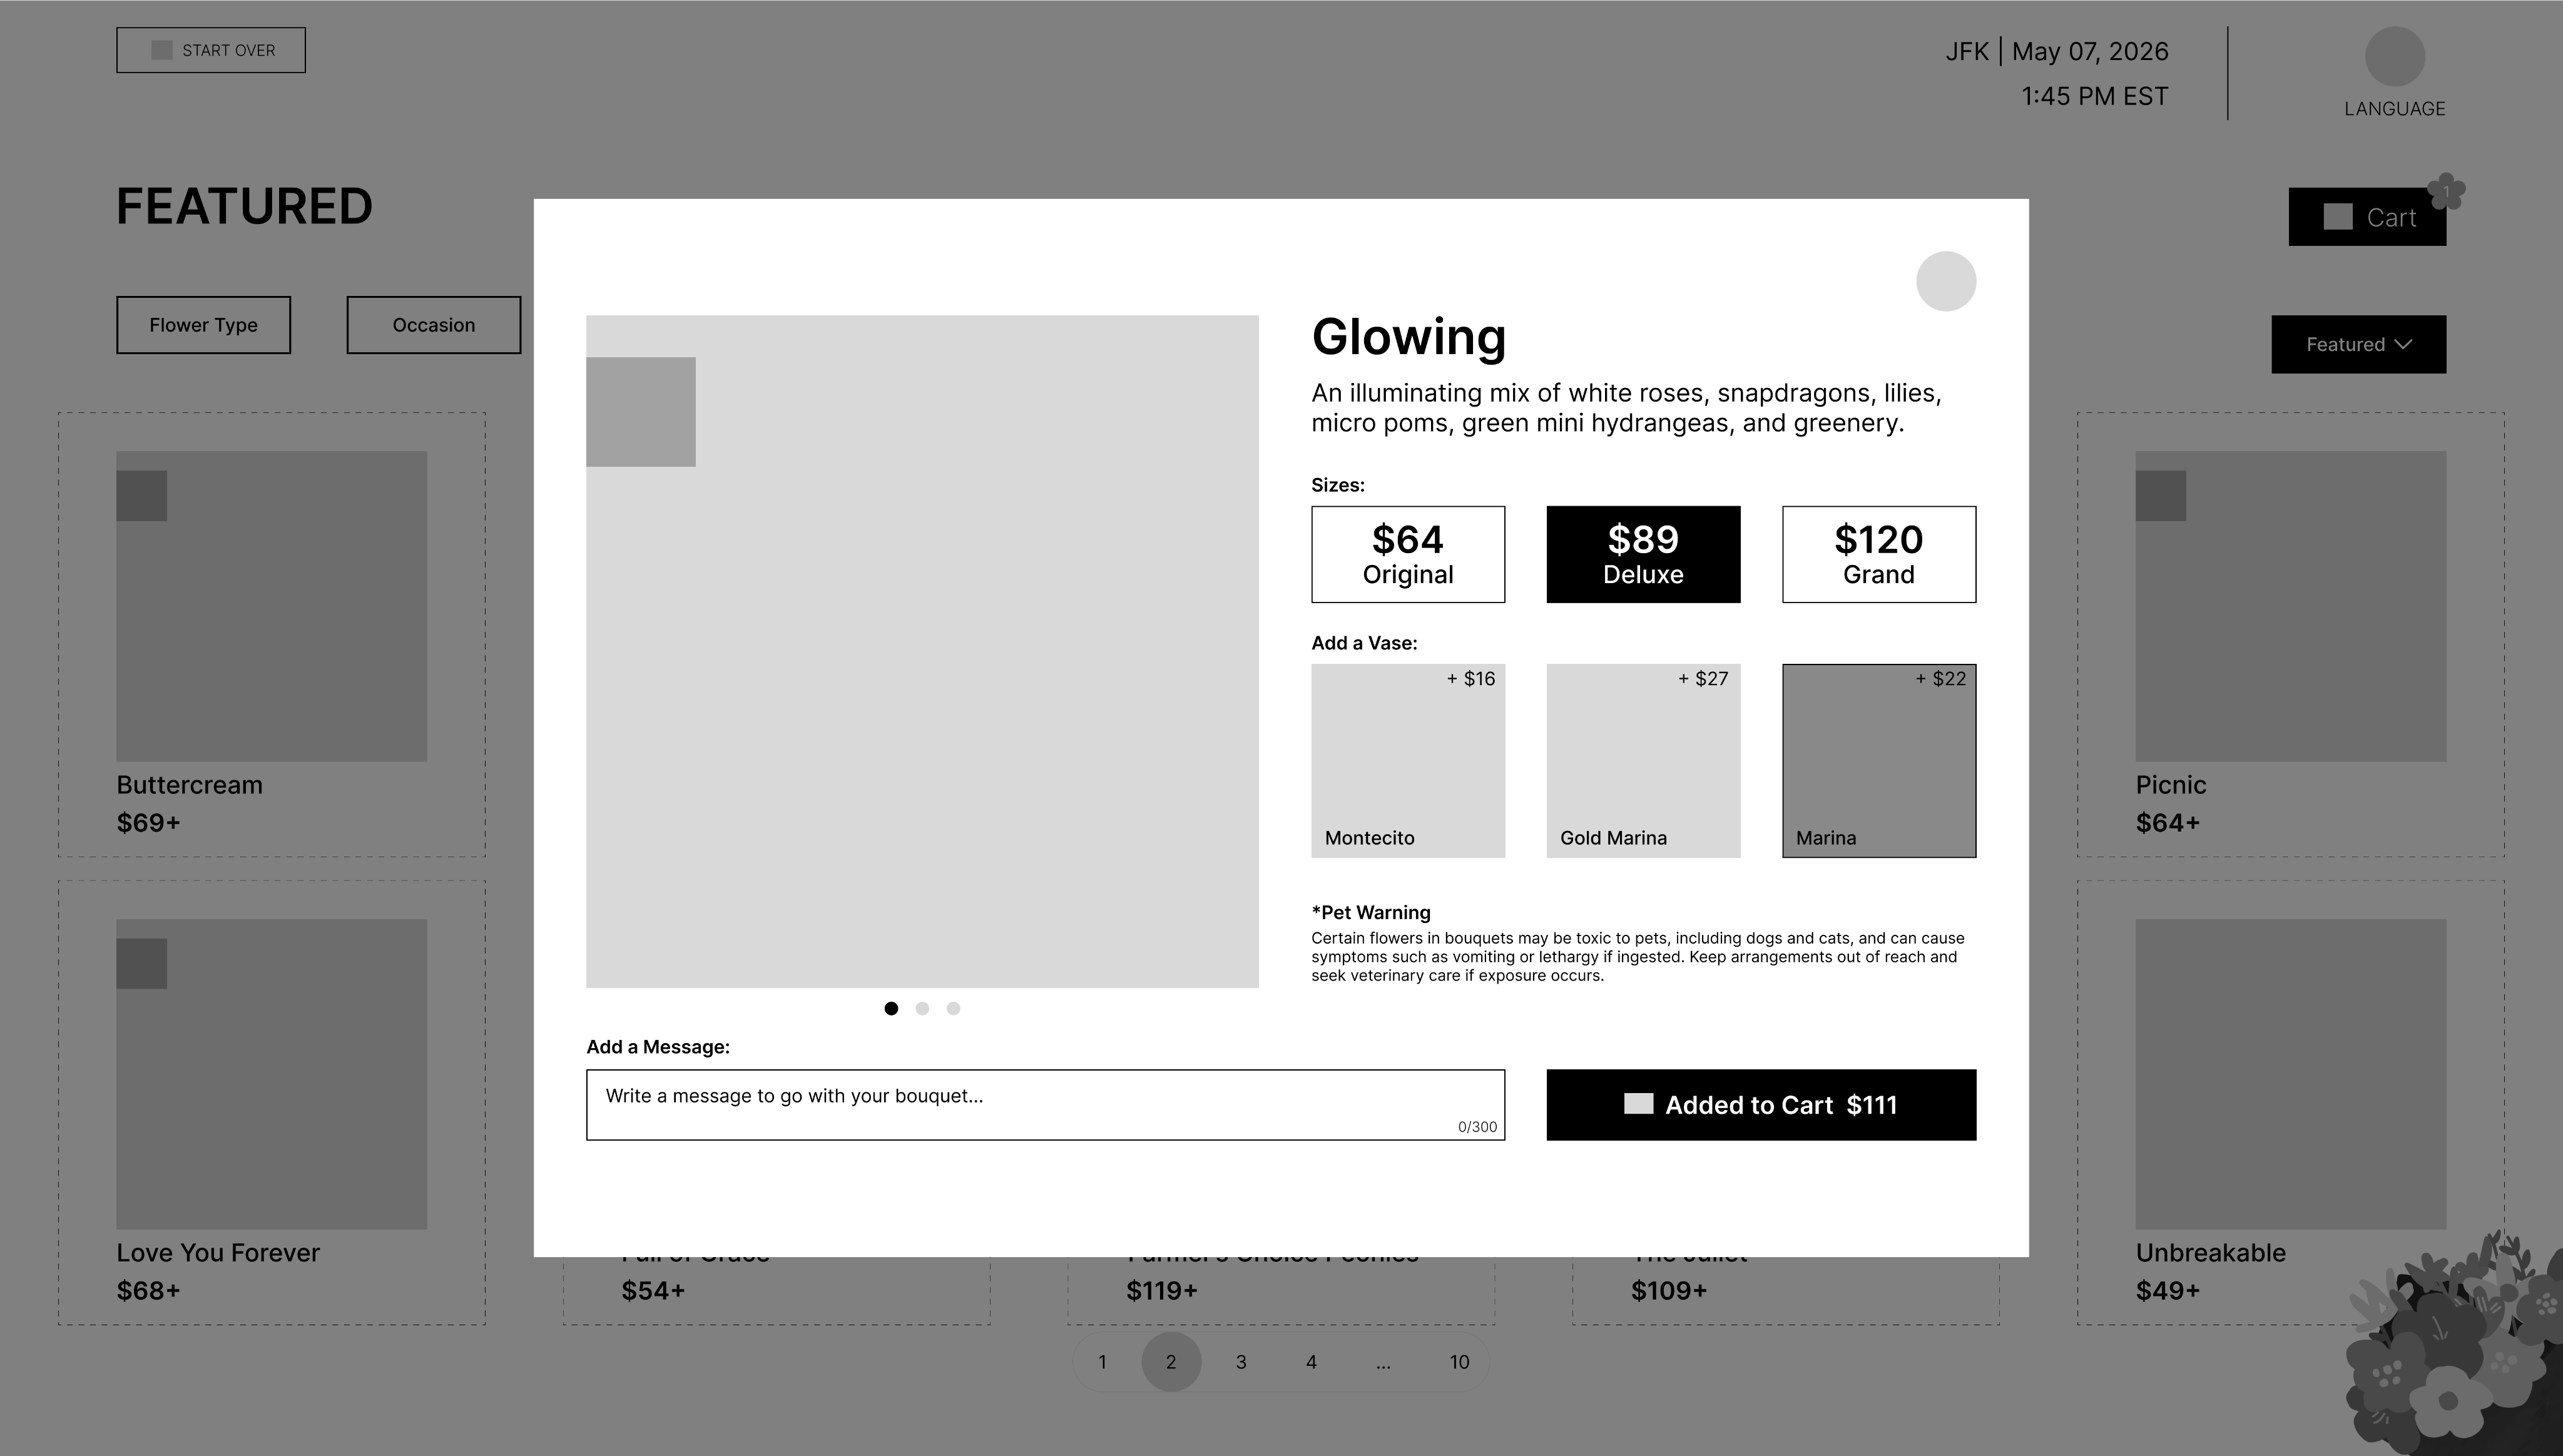 START OVER
JFK | May 07, 2026
1:45 PM EST
LANGUAGE
FEATURED
1
Cart
Flower Type
Occasion
Featured
Glowing
An illuminating mix of white roses, snapdragons, lilies,
micro poms, green mini hydrangeas, and greenery.
Sizes:
$64
Original
$89
Deluxe
$120
Grand
Add a Vase:
+ $16
Montecito
+ $27
Gold Marina
+ $22
Marina
*Pet Warning
Certain flowers in bouquets may be toxic to pets, including dogs and cats, and can cause
symptoms such as vomiting or lethargy if ingested. Keep arrangements out of reach and
seek veterinary care if exposure occurs.
Add a Message:
Write a message to go with your bouquet...
0/300
Added to Cart $111
Buttercream
$69+
Picnic
$64+
Love You Forever
$68+
$54+
Farmer's Choice Peonies
$119+
The Juliet
$109+
Unbreakable
$49+
1
2
3
4
...
10